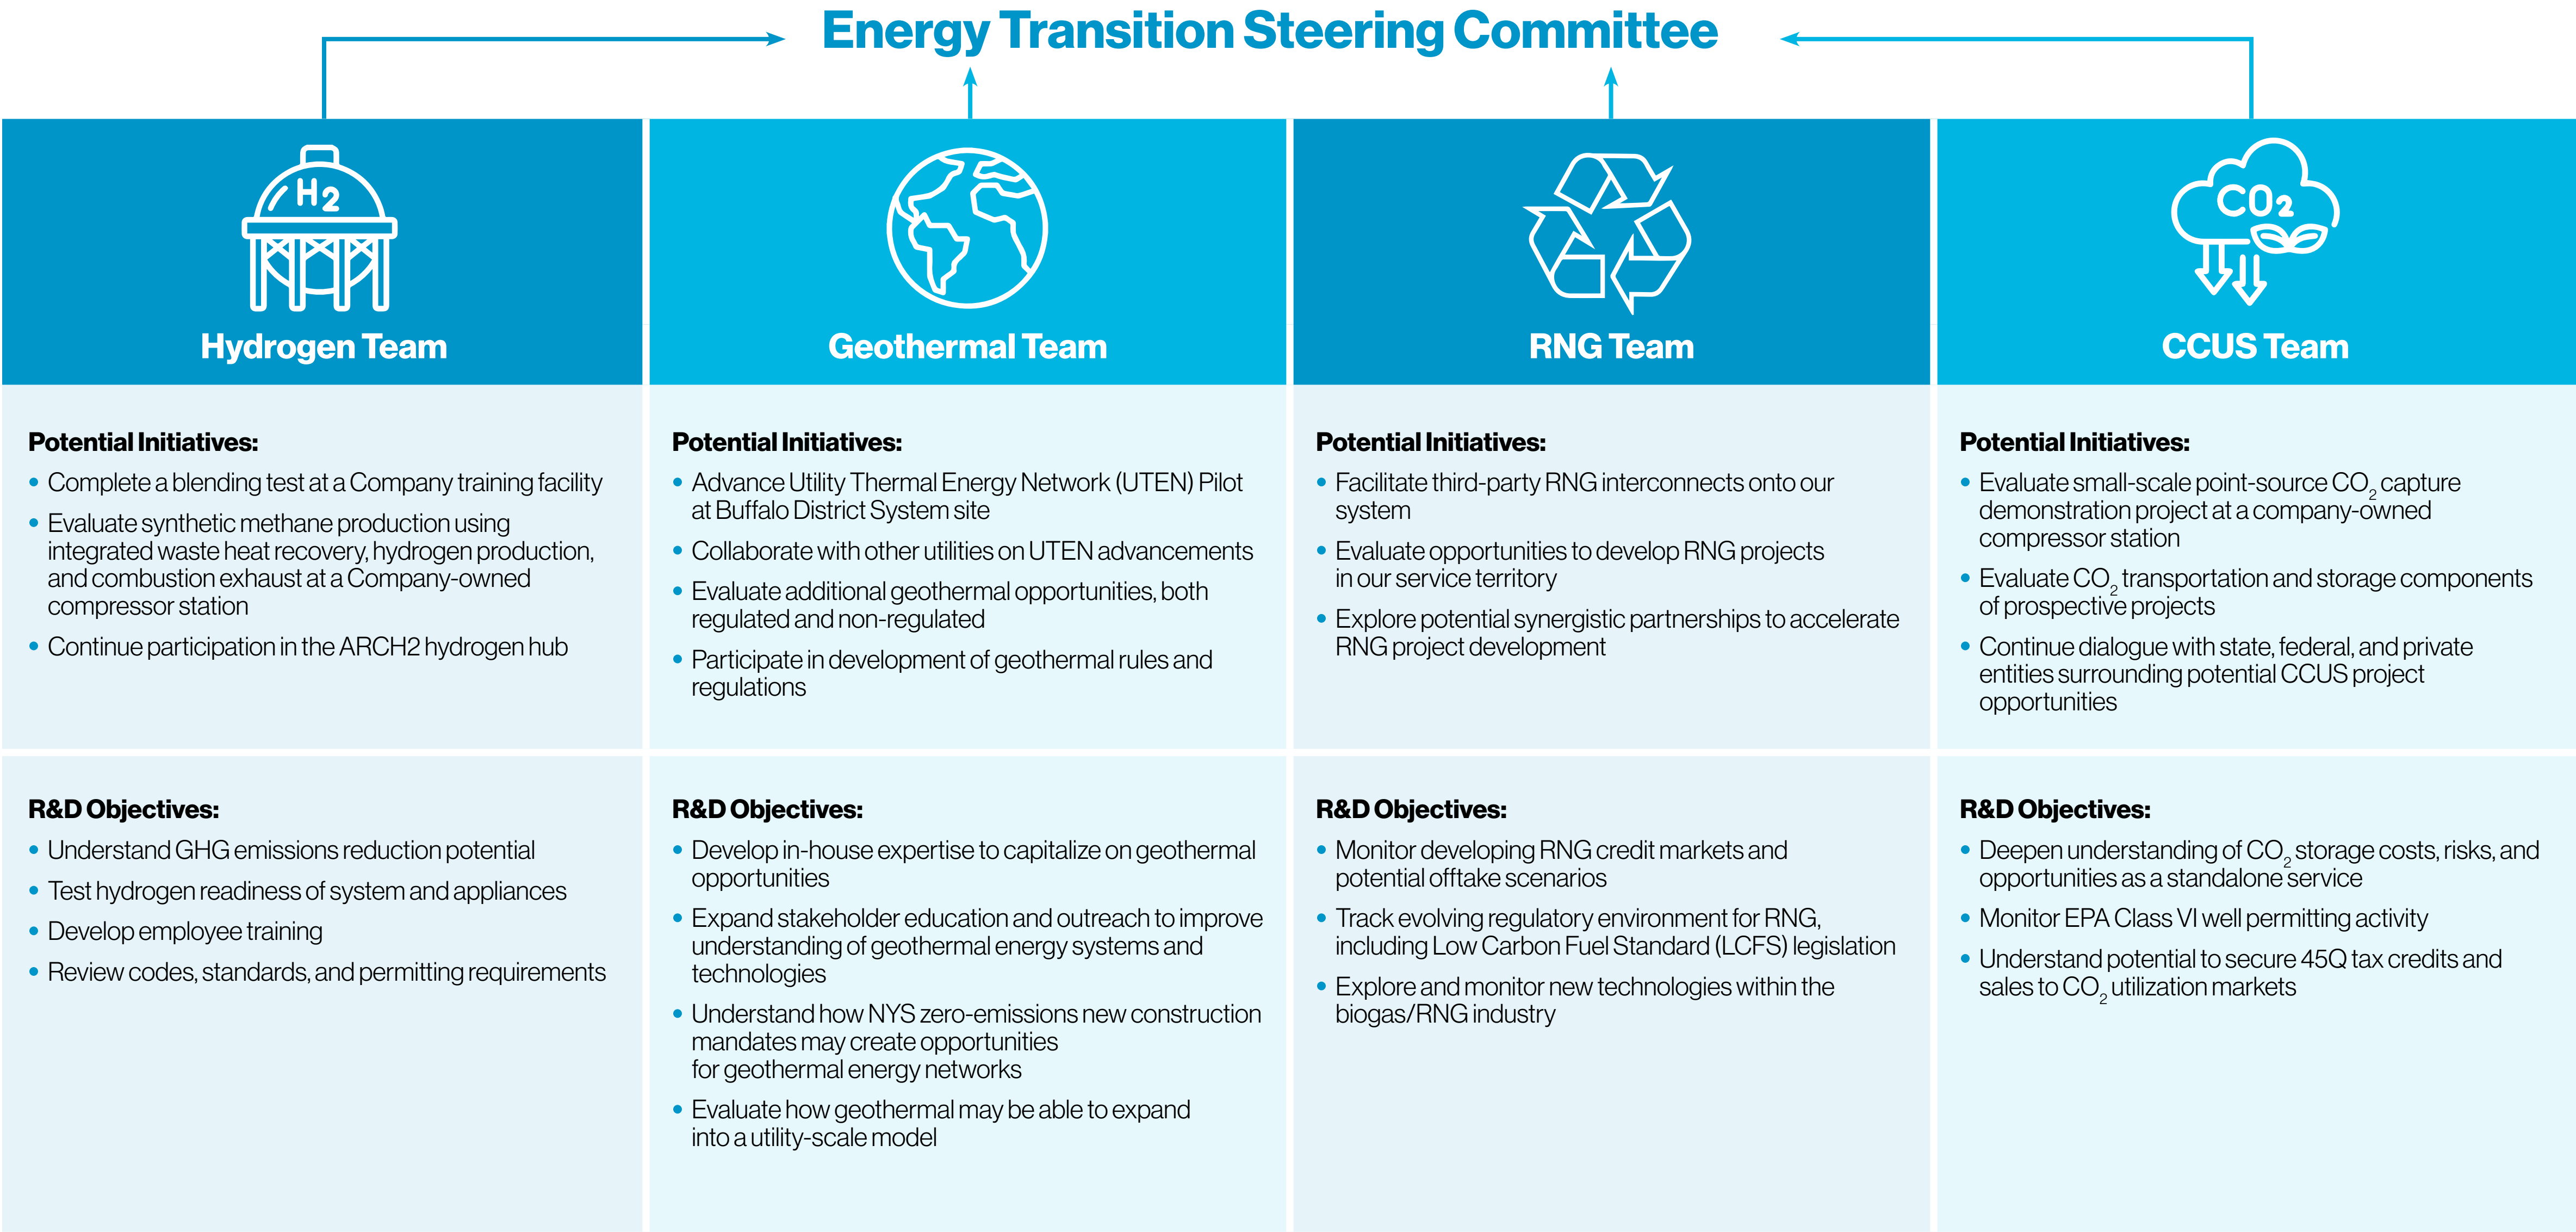 Energy Transition Steering Committee
H2
Hydrogen Team
Potential Initiatives:
• Complete a blending test at a Company training facility
• Evaluate synthetic methane production using
integrated waste heat recovery, hydrogen production,
and combustion exhaust at a Company-owned
compressor station
• Continue participation in the ARCH2 hydrogen hub
R&D Objectives:
• Understand GHG emissions reduction potential
• Test hydrogen readiness of system and appliances
• Develop employee training
• Review codes, standards, and permitting requirements
Geothermal Team
Potential Initiatives:
• Advance Utility Thermal Energy Network (UTEN) Pilot
at Buffalo District System site
• Collaborate with other utilities on UTEN advancements
• Evaluate additional geothermal opportunities, both
regulated and non-regulated
• Participate in development of geothermal rules and
regulations
R&D Objectives:
• Develop in-house expertise to capitalize on geothermal
opportunities
• Expand stakeholder education and outreach to improve
understanding of geothermal energy systems and
technologies
• Understand how NYS zero-emissions new construction
mandates may create opportunities
for geothermal energy networks
• Evaluate how geothermal may be able to expand
into a utility-scale model
RNG Team
Potential Initiatives:
• Facilitate third-party RNG interconnects onto our
system
• Evaluate opportunities to develop RNG projects
in our service territory
• Explore potential synergistic partnerships to accelerate
RNG project development
R&D Objectives:
• Monitor developing RNG credit markets and
potential offtake scenarios
• Track evolving regulatory environment for RNG,
including Low Carbon Fuel Standard (LCFS) legislation
• Explore and monitor new technologies within the
biogas/RNG industry
CO2
CCUS Team
Potential Initiatives:
• Evaluate small-scale point-source CO₂ capture
demonstration project at a company-owned
compressor station
• Evaluate CO₂ transportation and storage components
of prospective projects
• Continue dialogue with state, federal, and private
entities surrounding potential CCUS project
opportunities
R&D Objectives:
• Deepen understanding of CO₂ storage costs, risks, and
opportunities as a standalone service
• Monitor EPA Class VI well permitting activity
• Understand potential to secure 45Q tax credits and
sales to CO₂ utilization markets